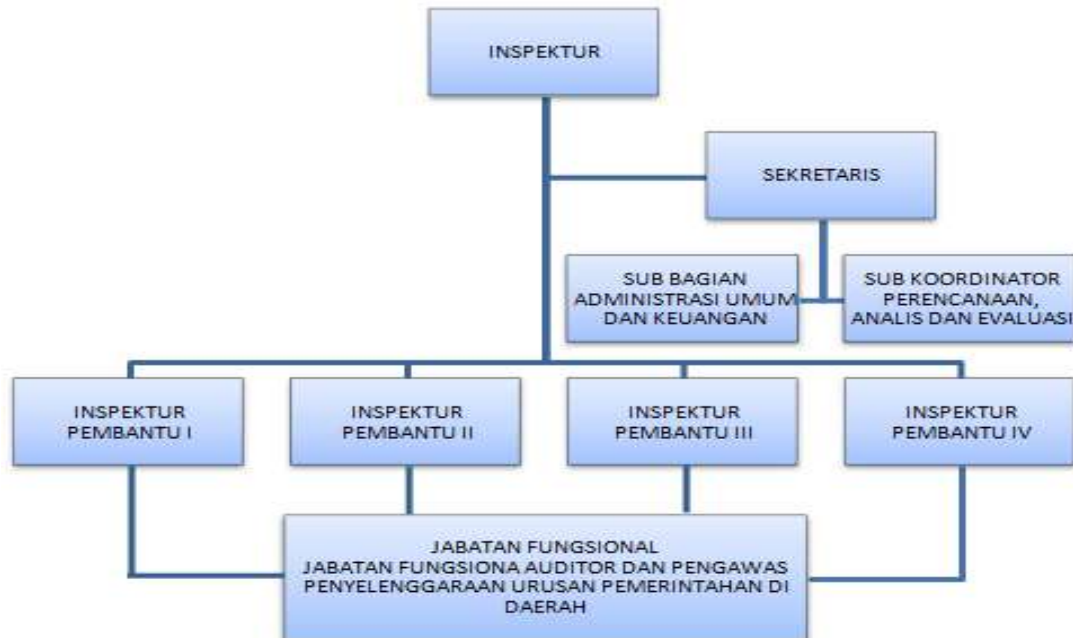 INSPEKTUR
SEKRETARIS
SUB BAGIAN
ADMINISTRASI UMUM
DAN KEUANGAN
SUB KOORDINATOR
PERENCANAAN,
ANALIS DAN EVALUASI
INSPEKTUR
PEMBANTU I
INSPEKTUR
PEMBANTU II
INSPEKTUR
PEMBANTU III
INSPEKTUR
PEMBANTU IV
JABATAN FUNGSIONAL
JABATAN FUNGSIONA AUDITOR DAN PENGAWAS
PENYELENGGARAAN URUSAN PEMERINTAHAN DI
DAERAH